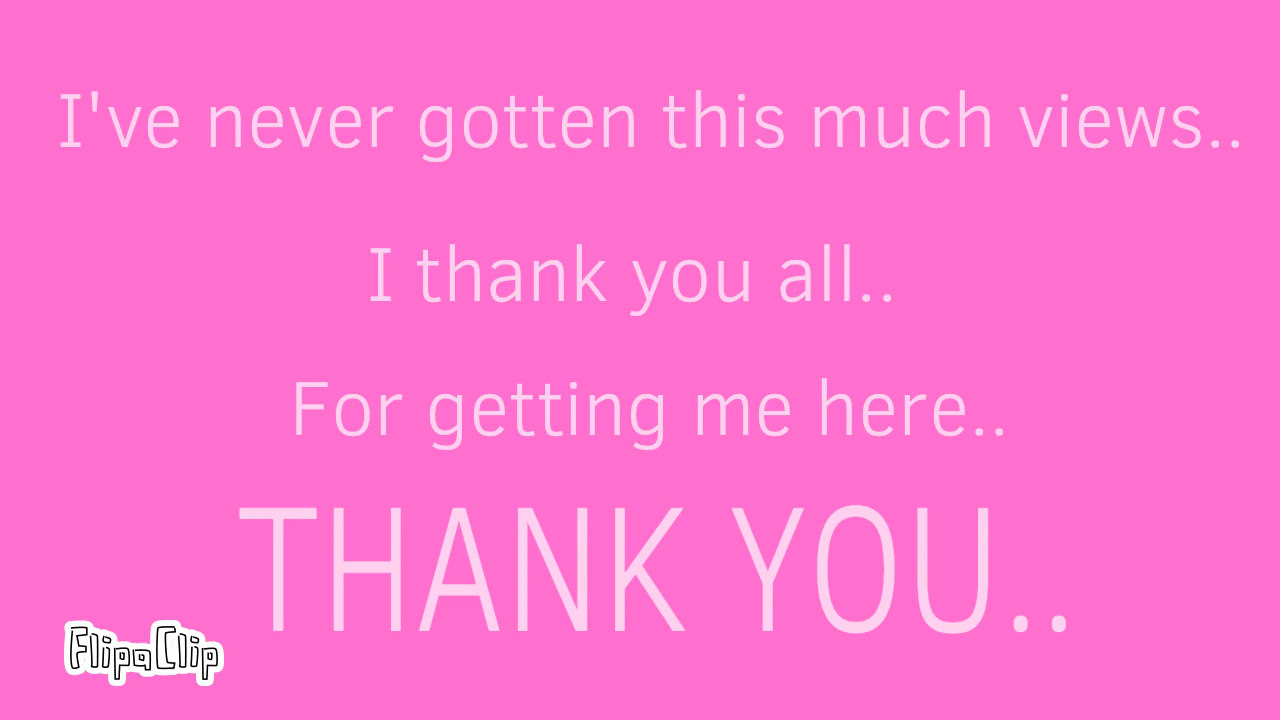 I've never gotten this much views..
I thank you all..
For getting me here..
THANK YOU..
FlipaClip